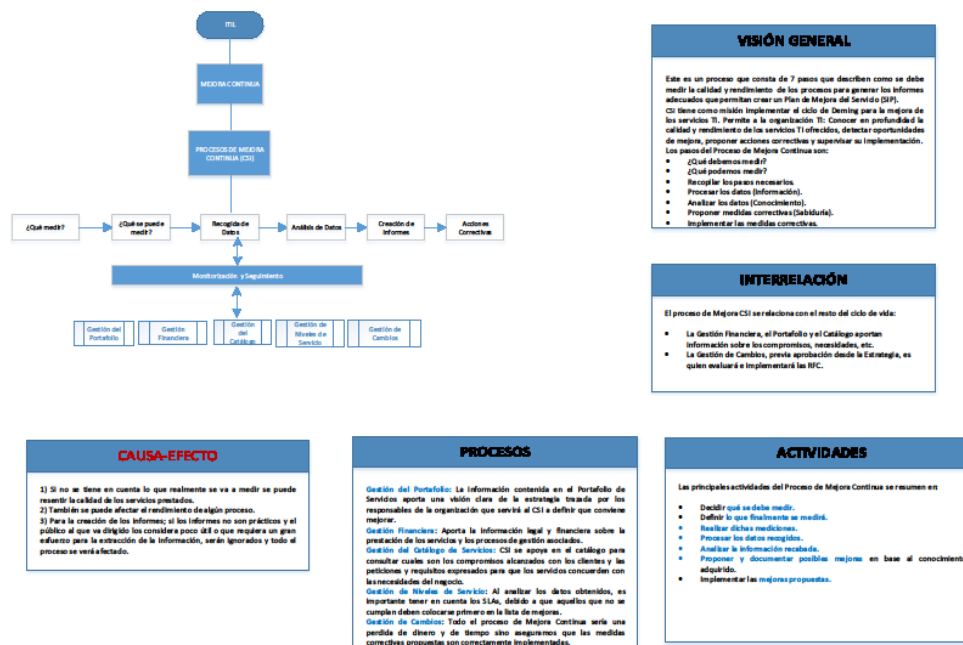 ITIL
MEJORA CONTINUA
PROCESOS DE MEJORA
CONTINUA (CSI)
¿Qué medir?
¿Qué se puede
medir?
Recogida de
Datos
Análisis de Datos
Creación de
Informes
Acciones
Correctivas
Monitorización y Seguimiento
Gestión del
Portafolio
Gestión
Financiera
Gestión
del
Catálogo
Gestión de
Niveles de
Servicio
Gestión de
Cambios
VISIÓN GENERAL
Este es un proceso que consta de 7 pasos que describen como se debe
medir la calidad y rendimiento de los procesos para generar los informes
adecuados que permitan crear un Plan de Mejora del Servicio (SIP).
CSI tiene como misión implementar el ciclo de Deming para la mejora de
los servicios TI. Permite a la organización TI: Conocer en profundidad la
calidad y rendimiento de los servicios TI ofrecidos, detectar oportunidades
de mejora, proponer acciones correctivas y supervisar su implementación.
Los pasos del Proceso de Mejora Continua son:
• ¿Qué debemos medir?
• ¿Qué podemos medir?
• Recopilar los pasos necesarios.
• Procesar los datos (Información).
• Analizar los datos (Conocimiento).
• Proponer medidas correctivas (Sabiduría).
• Implementar las medidas correctivas.
INTERRELACIÓN
El proceso de Mejora CSI se relaciona con el resto del ciclo de vida:
• La Gestión Financiera, el Portafolio y el Catálogo aportan
información sobre los compromisos, necesidades, etc.
• La Gestión de Cambios, previa aprobación desde la Estrategia, es
quien evaluará e implementará las RFC.
CAUSA-EFECTO
1) Si no se tiene en cuenta lo que realmente se va a medir se puede
resentir la calidad de los servicios prestados.
2) También se puede afectar el rendimiento de algún proceso.
3) Para la creación de los informes; si los informes no son prácticos y el
público al que va dirigido los considera poco útil o que requiera un gran
esfuerzo para la extracción de la información, serán ignorados y todo el
proceso se verá afectado.
PROCESOS
Gestión del Portafolio: La información contenida en el Portafolio de
Servicios aporta una visión clara de la estrategia trazada por los
responsables de la organización que servirá al CSI a definir que conviene
mejorar.
Gestión Financiera: Aporta la información legal y financiera sobre la
prestación de los servicios y los procesos de gestión asociados.
Gestión del Catálogo de Servicios: CSI se apoya en el catálogo para
consultar cuales son los compromisos alcanzados con los clientes y las
peticiones y requisitos expresados para que los servicios concuerden con
las necesidades del negocio.
Gestión de Niveles de Servicio: Al analizar los datos obtenidos, es
importante tener en cuenta los SLAs, debido a que aquellos que no se
cumplan deben colocarse primero en la lista de mejoras.
Gestión de Cambios: Todo el proceso de Mejora Continua sería una
perdida de dinero y de tiempo sino aseguramos que las medidas
correctivas propuestas son correctamente implementadas.
ACTIVIDADES
Las principales actividades del Proceso de Mejora Continua se resumen en:
• Decidir qué se debe medir.
• Definir lo que finalmente se medirá.
• Realizar dichas mediciones.
• Procesar los datos recogidos.
• Analizar la información recabada.
• Proponer y documentar posibles mejoras en base al conocimiento
adquirido.
• Implementar las mejoras propuestas.